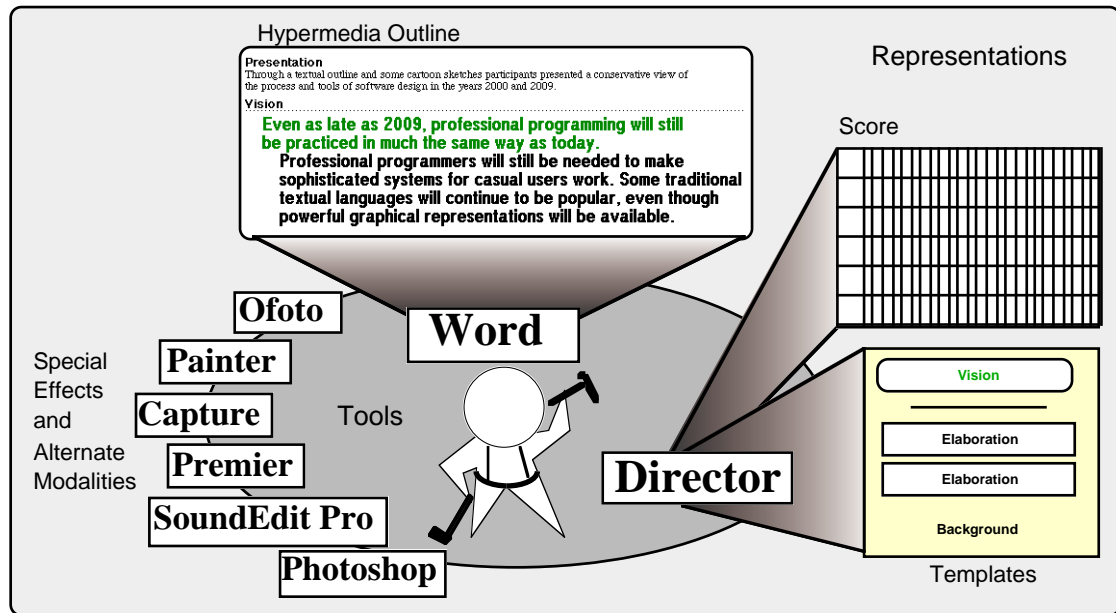 Hypermedia Outline
Presentation
Through a textual outline and some cartoon sketches participants presented a conservative view of
the process and tools of software design in the years 2000 and 2009.
Vision
Even as late as 2009, professional programming will still
be practiced in much the same way as today.
Professional programmers will still be needed to make
sophisticated systems for casual users work. Some traditional
textual languages will continue to be popular, even though
powerful graphical representations will be available.
Representations
Score
Ofoto
Word
Painter
Special
Effects
and
Alternate
Modalities
Capture
Tools
Premier
Director
SoundEdit Pro
Photoshop
Vision
Elaboration
Elaboration
Background
Templates